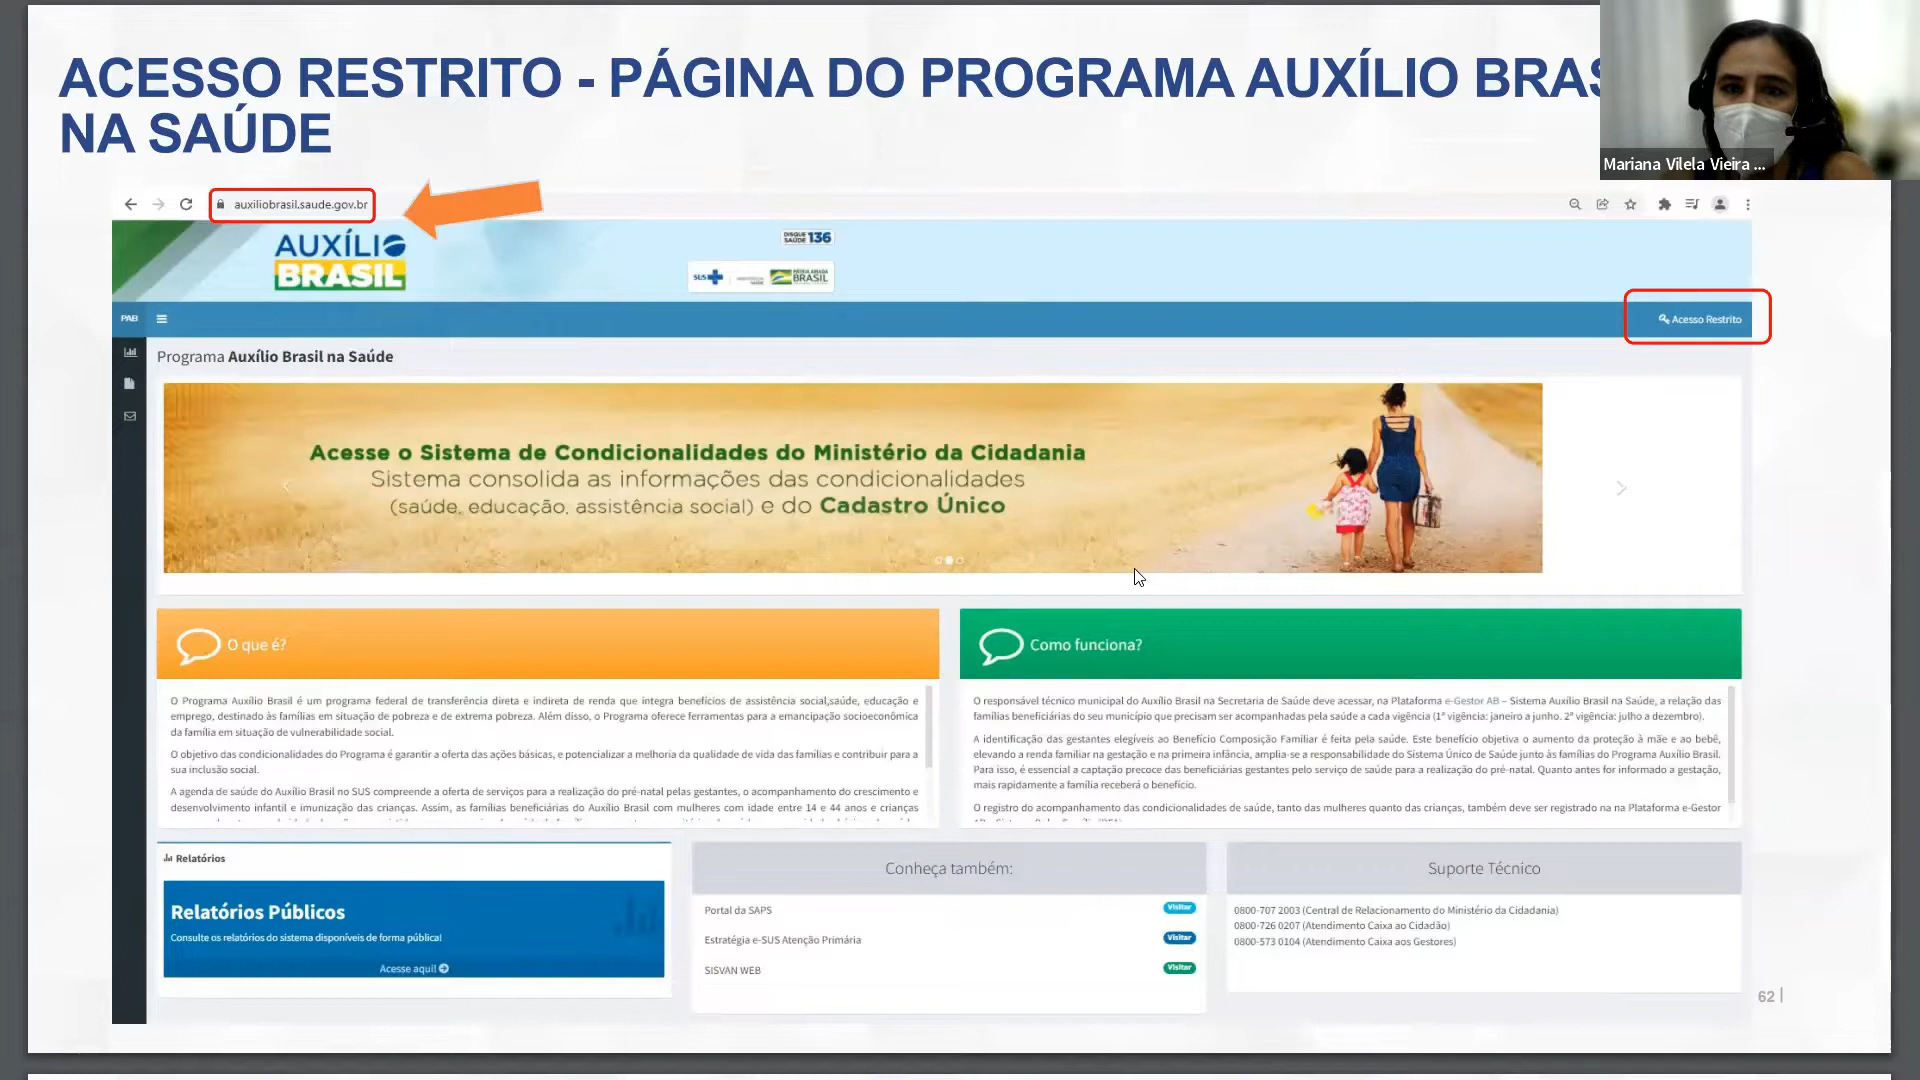 ACESSO RESTRITO - PÁGINA DO PROGRAMA AUXÍLIO BRAS
NA SAÚDE
Mariana Vilela Vieira ...
auxiliobrasil.saude.gov.br
AUXÍLIO
BRASIL
DISQUE
SAÚDE 136
SUS
PÁTRIA AMADA
BRASIL
PAB
Acesso Restrito
Programa Auxílio Brasil na Saúde
Acesse o Sistema de Condicionalidades do Ministério da Cidadania
Sistema consolida as informações das condicionalidades
(saúde, educação, assistência social) e do Cadastro Único
O que é?
O Programa Auxílio Brasil é um programa federal de transferência direta e indireta de renda que integra benefícios de assistência social,saúde, educação e
emprego, destinado às famílias em situação de pobreza e de extrema pobreza. Além disso, o Programa oferece ferramentas para a emancipação socioeconômica
da família em situação de vulnerabilidade social.
O objetivo das condicionalidades do Programa é garantir a oferta das ações básicas, e potencializar a melhoria da qualidade de vida das famílias e contribuir para a
sua inclusão social.
A agenda de saúde do Auxílio Brasil no SUS compreende a oferta de serviços para a realização do pré-natal pelas gestantes, o acompanhamento do crescimento e
desenvolvimento infantil e imunização das crianças. Assim, as famílias beneficiárias do Auxílio Brasil com mulheres com idade entre 14 e 44 anos e crianças
Como funciona?
O responsável técnico municipal do Auxílio Brasil na Secretaria de Saúde deve acessar, na Plataforma e-Gestor AB – Sistema Auxílio Brasil na Saúde, a relação das
famílias beneficiárias do seu município que precisam ser acompanhadas pela saúde a cada vigência (1ª vigência: janeiro a junho. 2ª vigência: julho a dezembro).
A identificação das gestantes elegíveis ao Benefício Composição Familiar é feita pela saúde. Este benefício objetiva o aumento da proteção à mãe e ao bebê,
elevando a renda familiar na gestação e na primeira infância, amplia-se a responsabilidade do Sistema Único de Saúde junto às famílias do Programa Auxílio Brasil.
Para isso, é essencial a captação precoce das beneficiárias gestantes pelo serviço de saúde para a realização do pré-natal. Quanto antes for informado a gestação,
mais rapidamente a família receberá o benefício.
O registro do acompanhamento das condicionalidades de saúde, tanto das mulheres quanto das crianças, também deve ser registrado na na Plataforma e-Gestor
Relatórios
Relatórios Públicos
Consulte os relatórios do sistema disponíveis de forma pública!
Acesse aqui!
Conheça também:
Portal da SAPS Visitar
Estratégia e-SUS Atenção Primária Visitar
SISVAN WEB Visitar
Suporte Técnico
0800-707 2003 (Central de Relacionamento do Ministério da Cidadania)
0800-726 0207 (Atendimento Caixa ao Cidadão)
0800-573 0104 (Atendimento Caixa aos Gestores)
62